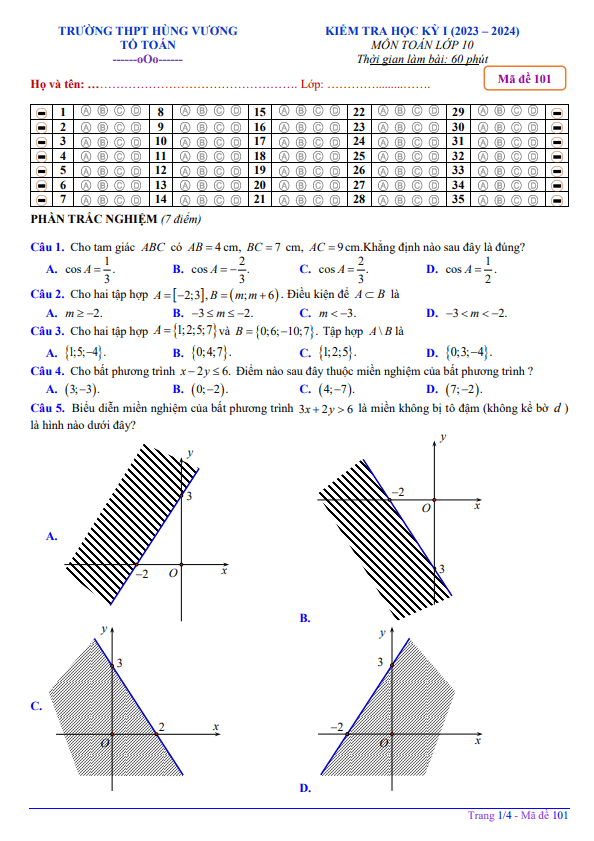 TRƯỜNG THPT HÙNG VƯƠNG
TỔ TOÁN
------oOo------
KIỂM TRA HỌC KỲ I (2023 – 2024)
MÔN TOÁN LỚP 10
Thời gian làm bài: 60 phút
Mã đề 101
Họ và tên: ………………………………………….. Lớp: …………..........…….
1 A B C D 8 A B C D 15 A B C D 22 A B C D 29 A B C D
2 A B C D 9 A B C D 16 A B C D 23 A B C D 30 A B C D
3 A B C D 10 A B C D 17 A B C D 24 A B C D 31 A B C D
4 A B C D 11 A B C D 18 A B C D 25 A B C D 32 A B C D
5 A B C D 12 A B C D 19 A B C D 26 A B C D 33 A B C D
6 A B C D 13 A B C D 20 A B C D 27 A B C D 34 A B C D
7 A B C D 14 A B C D 21 A B C D 28 A B C D 35 A B C D
PHẦN TRẮC NGHIỆM (7 điểm)
Câu 1. Cho tam giác ABC có AB = 4 cm, BC = 7 cm, AC = 9 cm.Khẳng định nào sau đây là đúng?
A. cos A = 1/3. B. cos A = −2/3. C. cos A = 2/3. D. cos A = 1/2.
Câu 2. Cho hai tập hợp A = [−2;3], B = (m; m + 6). Điều kiện để A ⊂ B là
A. m ≥ −2. B. −3 ≤ m ≤ −2. C. m < −3. D. −3 < m < −2.
Câu 3. Cho hai tập hợp A = {1;2;5;7} và B = {0;6;−10;7}. Tập hợp A \ B là
A. {1;5;−4}. B. {0;4;7}. C. {1;2;5}. D. {0;3;−4}.
Câu 4. Cho bất phương trình x − 2y ≤ 6. Điểm nào sau đây thuộc miền nghiệm của bất phương trình ?
A. (3;−3). B. (0;−2). C. (4;−7). D. (7;−2).
Câu 5. Biểu diễn miền nghiệm của bất phương trình 3x + 2y > 6 là miền không bị tô đậm (không kể bờ d )
là hình nào dưới đây?
y
3
A.
−2 O x
y
−2
O x
3
B.
y
3
C.
2 x
O
y
3
−2
O x
D.
Trang 1/4 - Mã đề 101